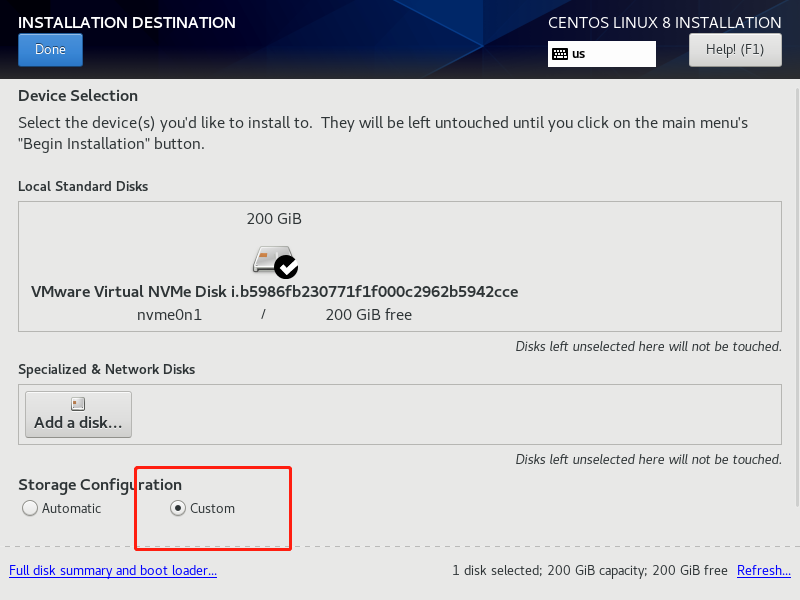 INSTALLATION DESTINATION
CENTOS LINUX 8 INSTALLATION
Done
us
Help! (F1)
Device Selection
Select the device(s) you'd like to install to.  They will be left untouched until you click on the main menu's
"Begin Installation" button.
Local Standard Disks
200 GiB
VMware Virtual NVMe Disk i.b5986fb230771f1f000c2962b5942cce
nvme0n1 / 200 GiB free
Disks left unselected here will not be touched.
Specialized & Network Disks
Add a disk...
Disks left unselected here will not be touched.
Storage Configuration
Automatic Custom
Full disk summary and boot loader...
1 disk selected; 200 GiB capacity; 200 GiB free Refresh...